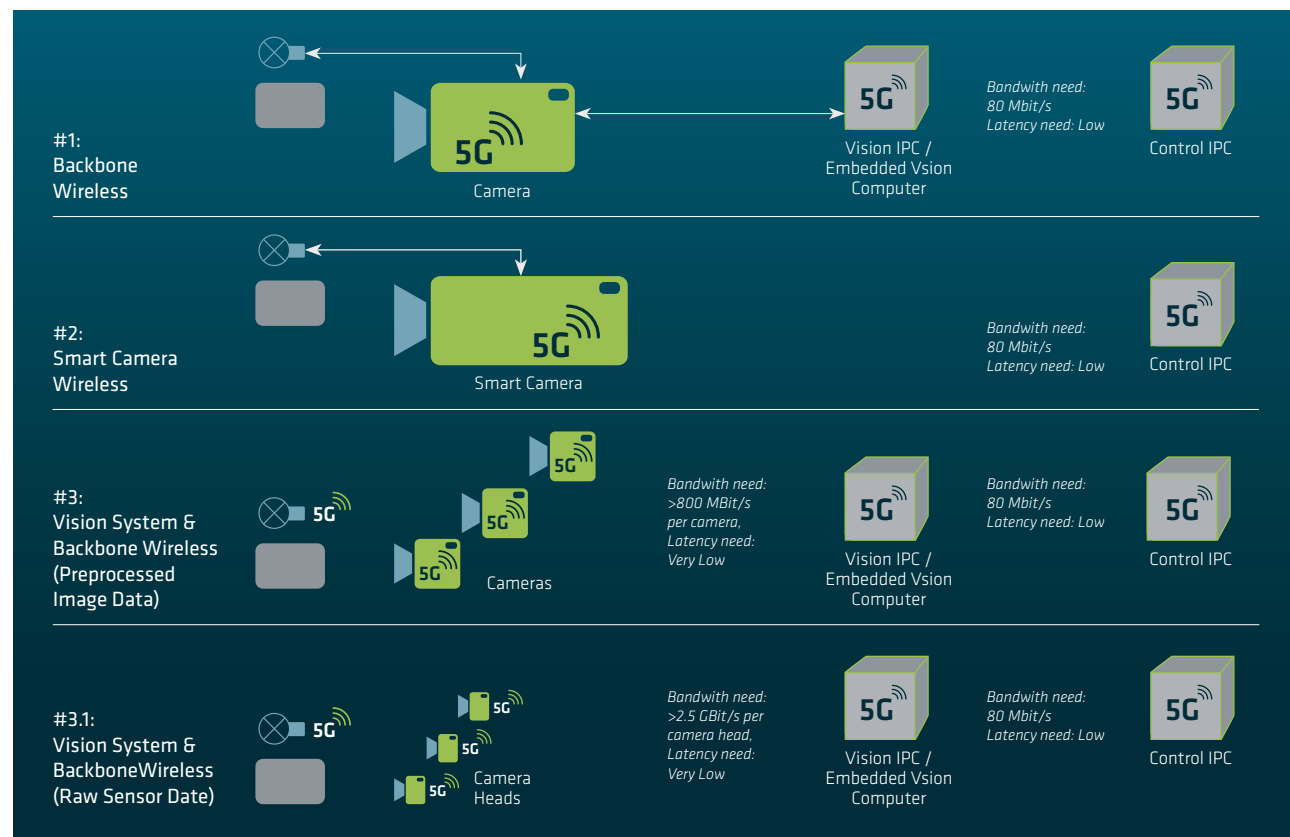 #1:
Backbone
Wireless
5G
Camera
5G
Vision IPC /
Embedded Vsion
Computer
Bandwith need:
80 Mbit/s
Latency need: Low
5G
Control IPC
#2:
Smart Camera
Wireless
5G
Smart Camera
Bandwith need:
80 Mbit/s
Latency need: Low
5G
Control IPC
#3:
Vision System &
Backbone Wireless
(Preprocessed
Image Data)
5G
5G
5G
5G
Cameras
Bandwith need:
>800 MBit/s
per camera,
Latency need:
Very Low
5G
Vision IPC /
Embedded Vsion
Computer
Bandwith need:
80 Mbit/s
Latency need: Low
5G
Control IPC
#3.1:
Vision System &
BackboneWireless
(Raw Sensor Date)
5G
5G
5G
5G
Camera
Heads
Bandwith need:
>2.5 GBit/s per
camera head,
Latency need:
Very Low
5G
Vision IPC /
Embedded Vsion
Computer
Bandwith need:
80 Mbit/s
Latency need: Low
5G
Control IPC